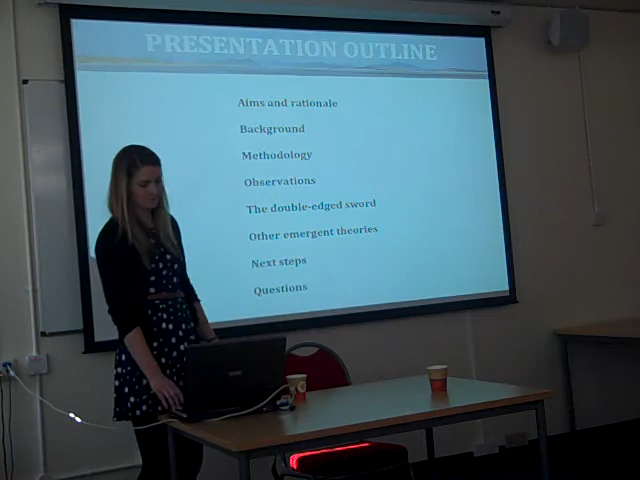 PRESENTATION OUTLINE
Aims and rationale
Background
Methodology
Observations
The double-edged sword
Other emergent theories
Next steps
Questions